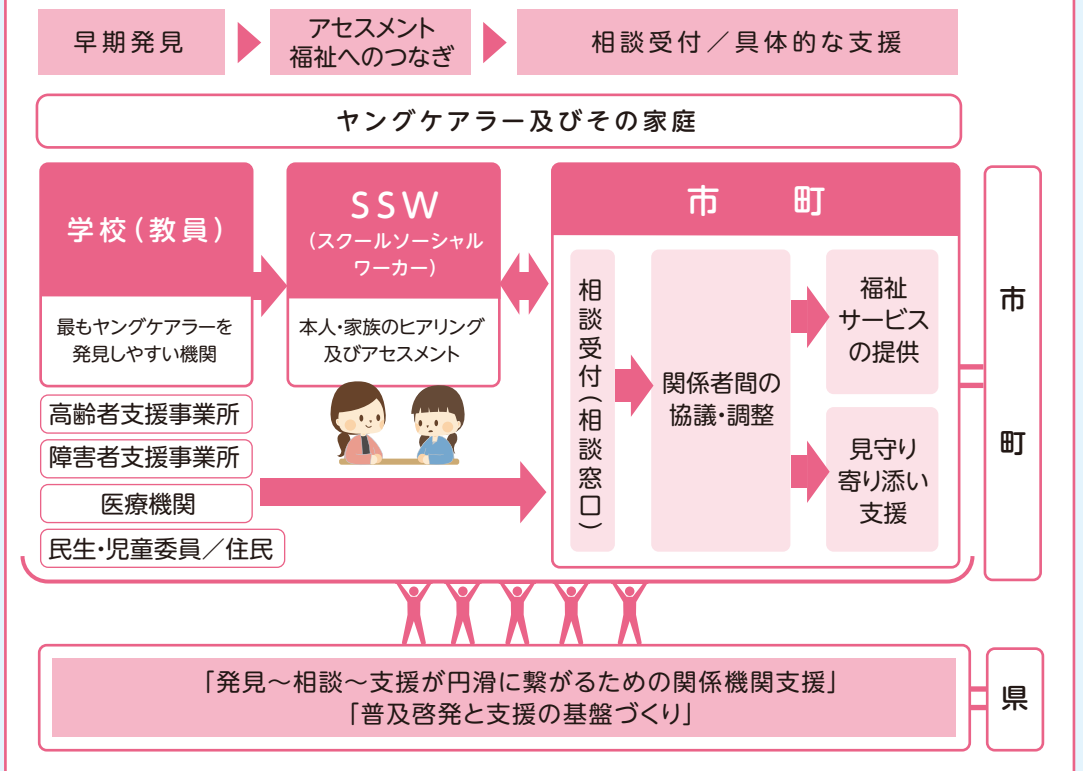 早期発見
アセスメント
福祉へのつなぎ
相談受付／具体的な支援
ヤングケアラー及びその家庭
学校(教員)
最もヤングケアラーを
発見しやすい機関
SSW
(スクールソーシャル
ワーカー)
本人・家族のヒアリング
及びアセスメント
市　町
相談受付(相談窓口)
関係者間の
協議・調整
福祉
サービス
の提供
見守り
寄り添い
支援
高齢者支援事業所
障害者支援事業所
医療機関
民生・児童委員／住民
市町
「発見～相談～支援が円滑に繋がるための関係機関支援」
「普及啓発と支援の基盤づくり」
県